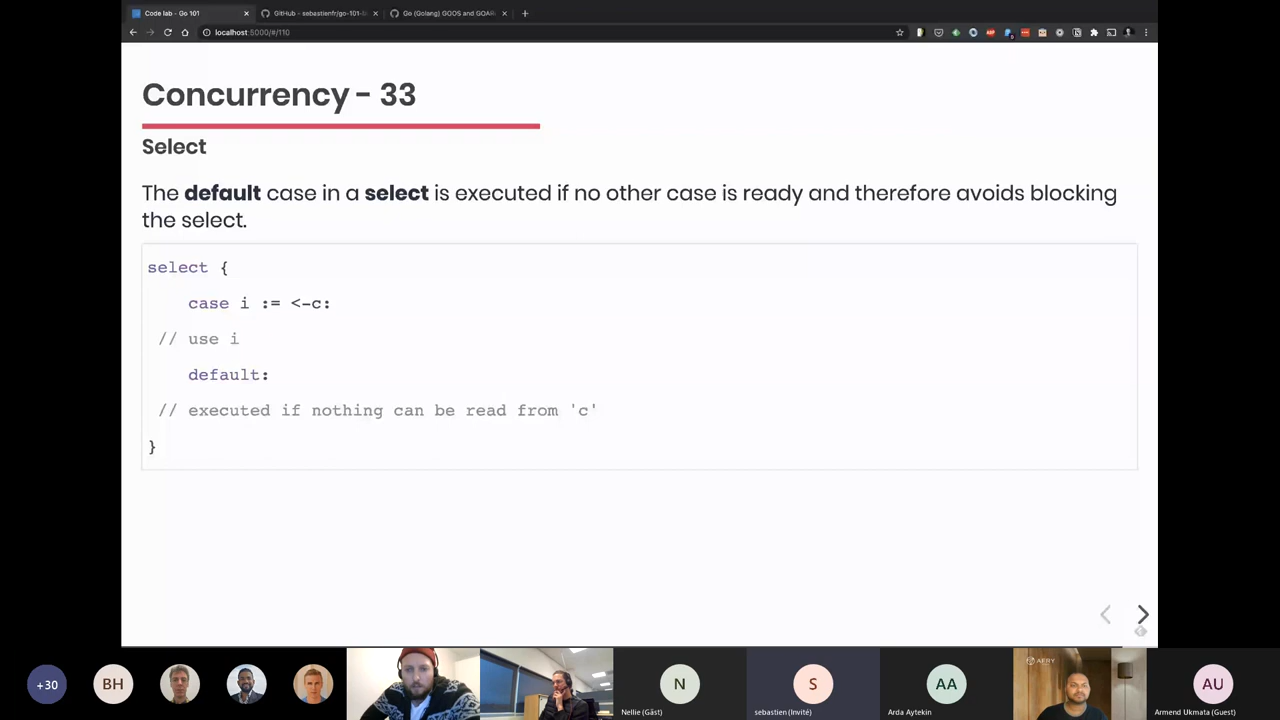 Code lab - Go 101
GitHub - sebastienfr/go-101-l
Go (Golang) GOOS and GOAR
localhost:5000/#/110
Concurrency - 33
Select
The default case in a select is executed if no other case is ready and therefore avoids blocking
the select.
select {
case i := <-c:
// use i
default:
// executed if nothing can be read from 'c'
}
+30
BH
N
Nellie (Gäst)
S
sebastien (Invité)
AA
Arda Aytekin
AFRY
AU
Armend Ukmata (Guest)